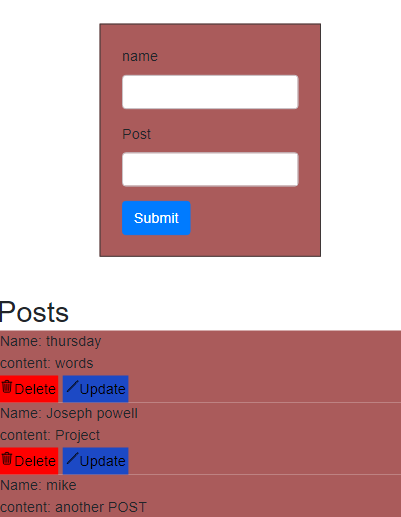 name
Post
Submit
Posts
Name: thursday
content: words
Delete Update
Name: Joseph powell
content: Project
Delete Update
Name: mike
content: another POST